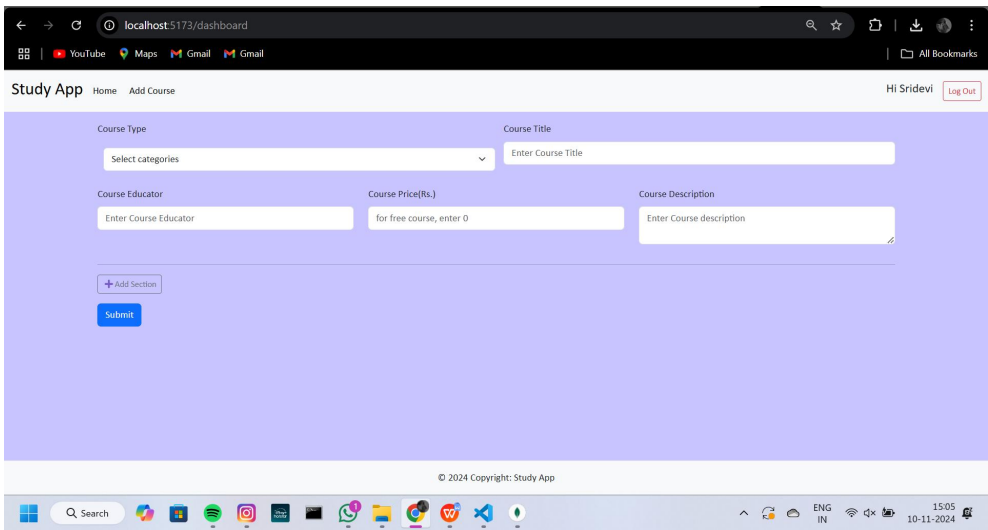 localhost:5173/dashboard
YouTube Maps Gmail Gmail All Bookmarks
Study App Home Add Course Hi Sridevi Log Out
Course Type Course Title
Select categories Enter Course Title
Course Educator Course Price(Rs.) Course Description
Enter Course Educator for free course, enter 0 Enter Course description
Add Section
Submit
© 2024 Copyright: Study App
Search ENG 15:05
IN 10-11-2024